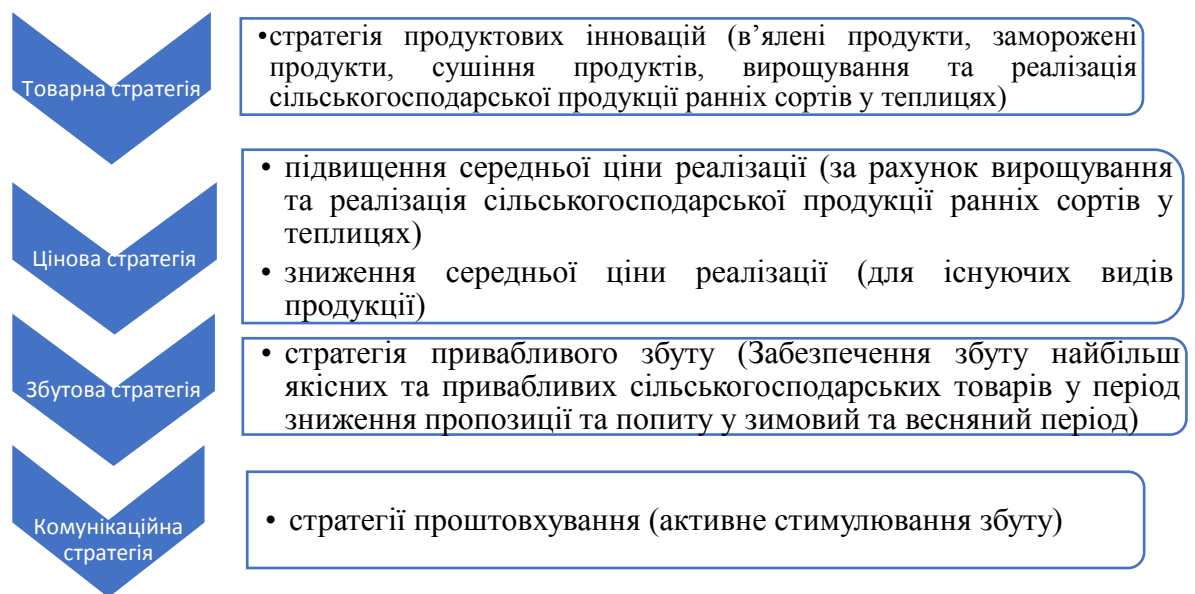 Товарна стратегія
•стратегія продуктових інновацій (в’ялені продукти, заморожені
продукти, сушіння продуктів, вирощування та реалізація
сільськогосподарської продукції ранніх сортів у теплицях)
Цінова стратегія
• підвищення середньої ціни реалізації (за рахунок вирощування
та реалізація сільськогосподарської продукції ранніх сортів у
теплицях)
• зниження середньої ціни реалізації (для існуючих видів
продукції)
Збутова стратегія
• стратегія привабливого збуту (Забезпечення збуту найбільш
якісних та привабливих сільськогосподарських товарів у період
зниження пропозиції та попиту у зимовий та весняний період)
Комунікаційна
стратегія
• стратегії проштовхування (активне стимулювання збуту)